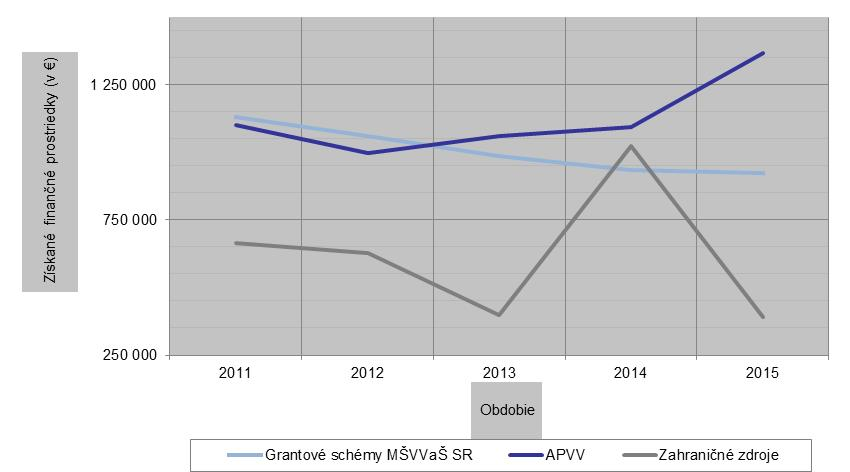 Získané finančné prostriedky (v €)
1 250 000
750 000
250 000
2011 2012 2013 2014 2015
Obdobie
Grantové schémy MŠVVaŠ SR APVV Zahraničné zdroje